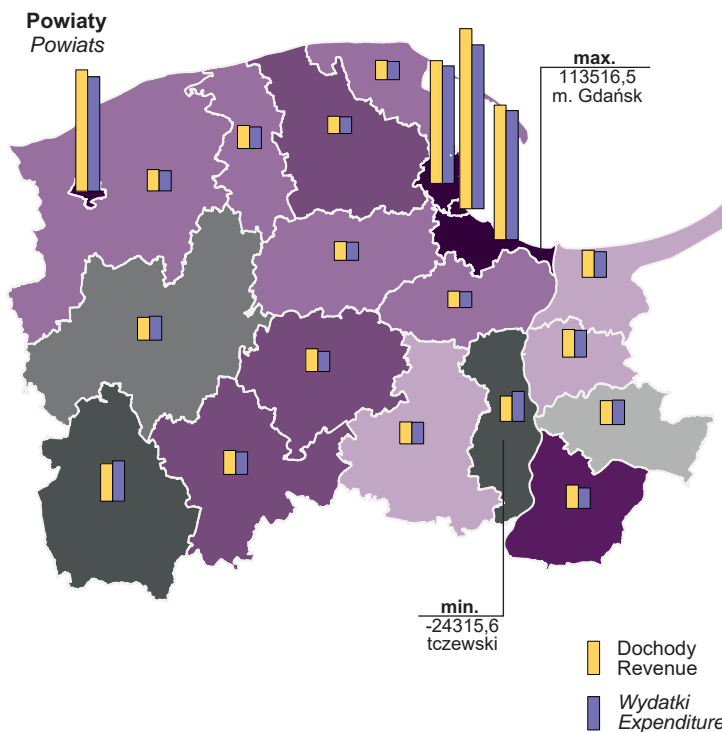 Powiaty
Powiats
max.
113516,5
m. Gdańsk
min.
-24315,6
tczewski
Dochody
Revenue
Wydatki
Expenditure